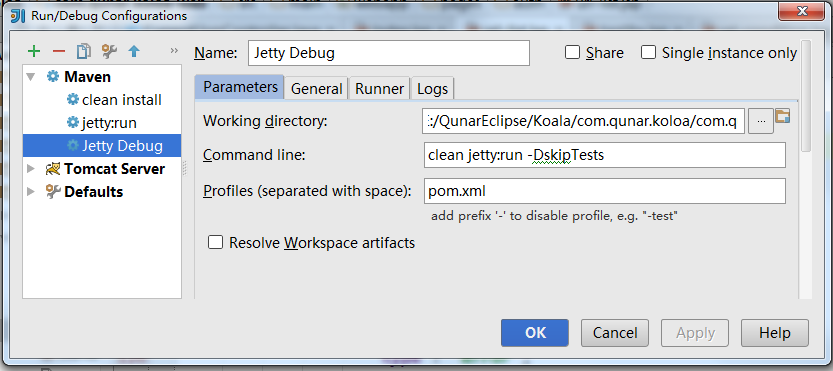 Run/Debug Configurations
Name: Jetty Debug
Share
Single instance only
Maven
clean install
jetty:run
Jetty Debug
Tomcat Server
Defaults
Parameters General Runner Logs
Working directory: :/QunarEclipse/Koala/com.qunar.koloa/com.q ...
Command line: clean jetty:run -DskipTests
Profiles (separated with space): pom.xml
add prefix '-' to disable profile, e.g. "-test"
Resolve Workspace artifacts
OK Cancel Apply Help